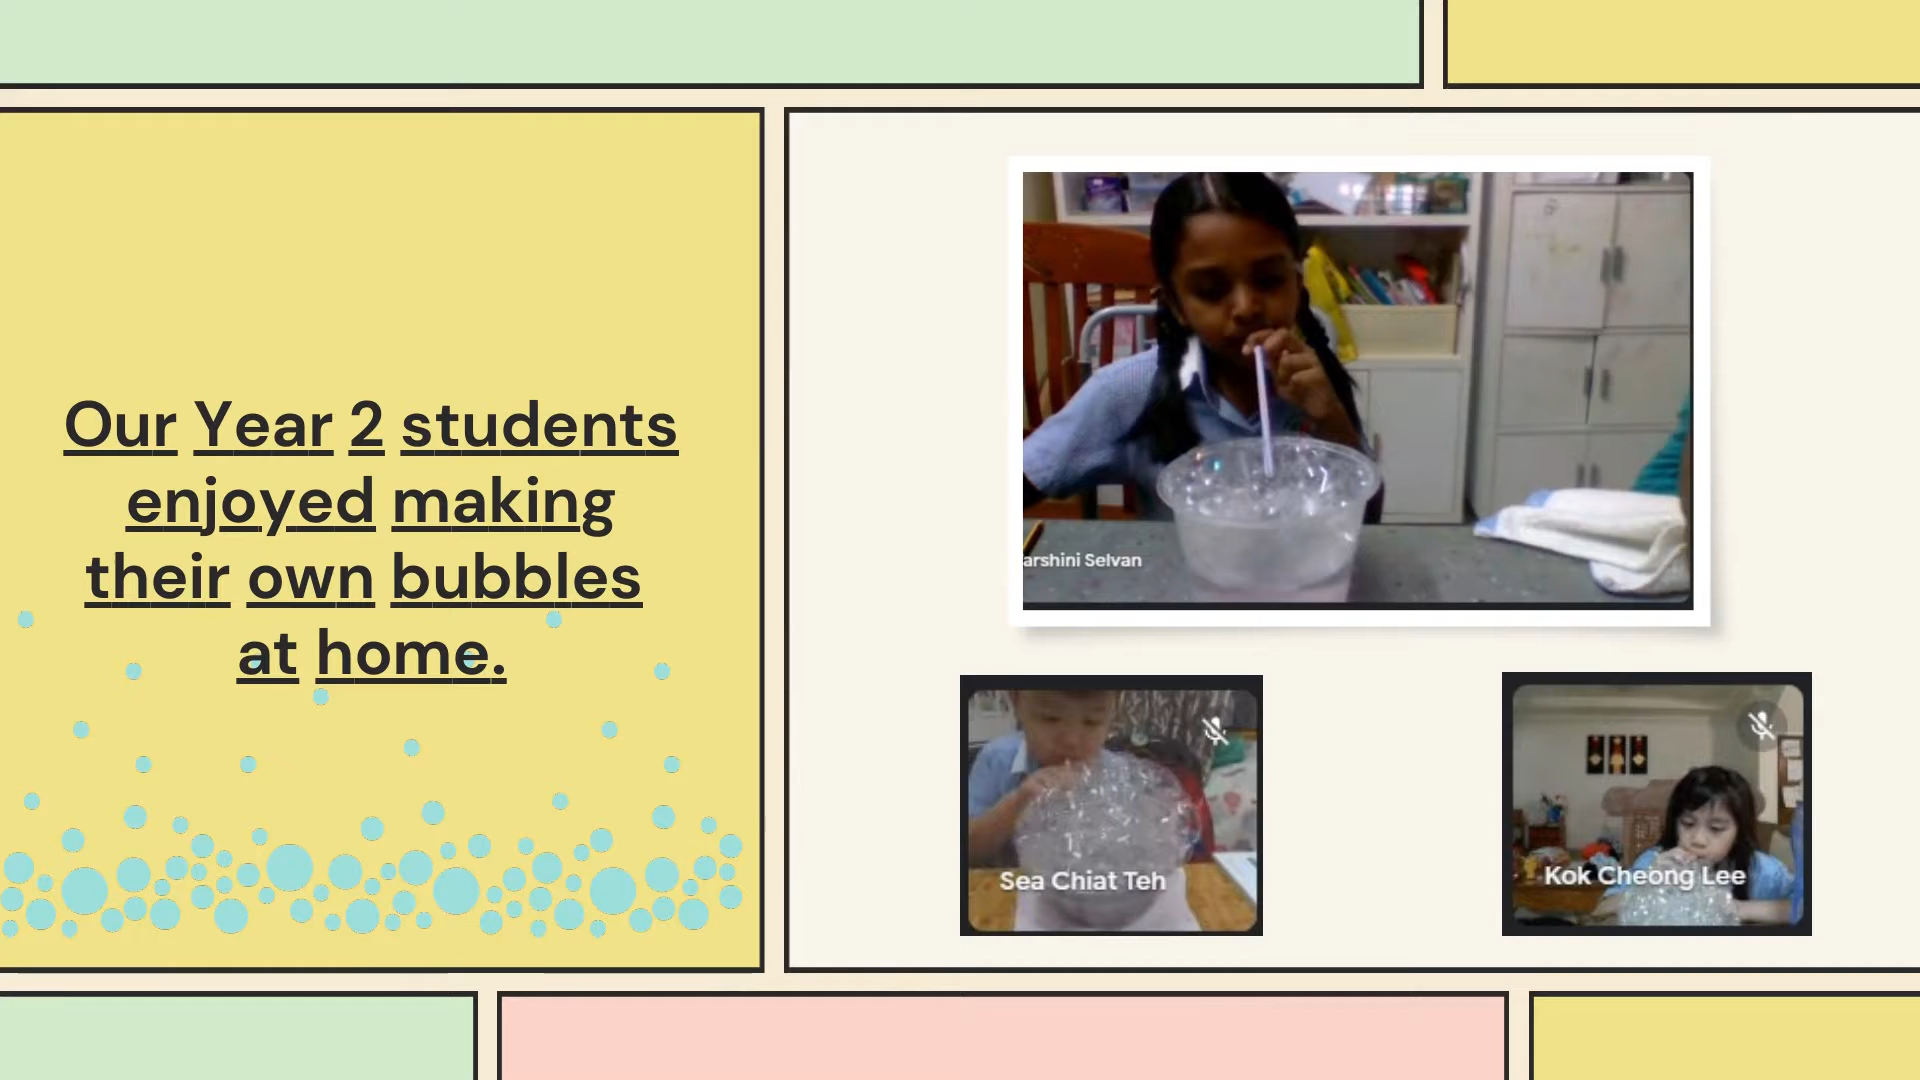 Our Year 2 students
enjoyed making
their own bubbles
at home.
arshini Selvan
Sea Chiat Teh
Kok Cheong Lee